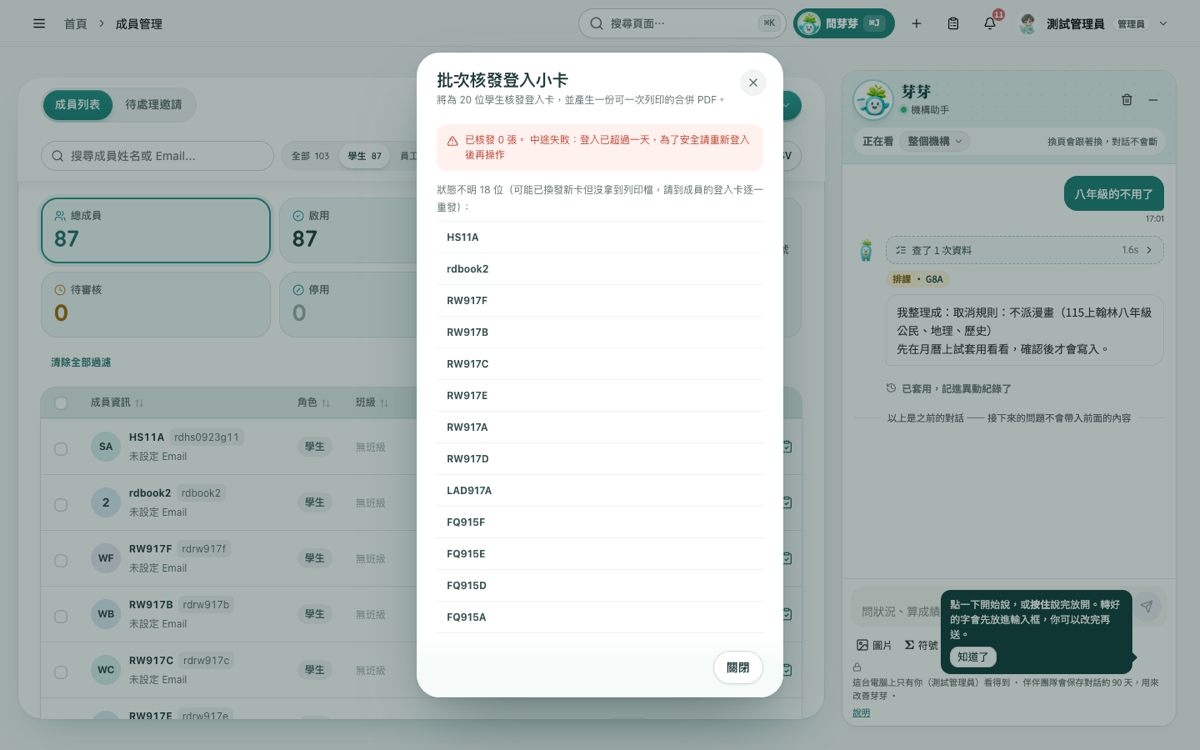 首頁
成員管理
搜尋頁面⋯
⌘K
問芽芽
⌘J
11
測試管理員
管理員
成員列表
待處理邀請
搜尋成員姓名或 Email...
全部 103
學生 87
員工
總成員
87
啟用
87
待審核
0
停用
0
清除全部過濾
成員資訊
角色
班級
SA
HS11A
rdhs0923g11
未設定 Email
學生
無班級
2
rdbook2
rdbook2
未設定 Email
學生
無班級
WF
RW917F
rdrw917f
未設定 Email
學生
無班級
WB
RW917B
rdrw917b
未設定 Email
學生
無班級
WC
RW917C
rdrw917c
未設定 Email
學生
無班級
RW917E
rdrw917e
批次核發登入小卡
將為 20 位學生核發登入卡,並產生一份可一次列印的合併 PDF。
已核發 0 張。 中途失敗:登入已超過一天,為了安全請重新登入
後再操作
狀態不明 18 位(可能已換發新卡但沒拿到列印檔,請到成員的登入卡逐一
重發):
HS11A
rdbook2
RW917F
RW917B
RW917C
RW917E
RW917A
RW917D
LAD917A
FQ915F
FQ915E
FQ915D
FQ915A
關閉
芽芽
機構助手
正在看
整個機構
換頁會跟著換,對話不會斷
八年級的不用了
17:01
查了 1 次資料
1.6s
排課 • G8A
我整理成:取消規則:不派漫畫(115上翰林八年級
公民、地理、歷史)
先在月曆上試套用看看,確認後才會寫入。
已套用,記進異動紀錄了
以上是之前的對話 —— 接下來的問題不會帶入前面的內容
問狀況、算成績
點一下開始說,或按住說完放開。轉好
的字會先放進輸入框,你可以改完再
送。
知道了
圖片
符號
這台電腦上只有你(測試管理員)看得到 • 伴伴團隊會保存對話約 90 天,用來
改善芽芽 •
說明